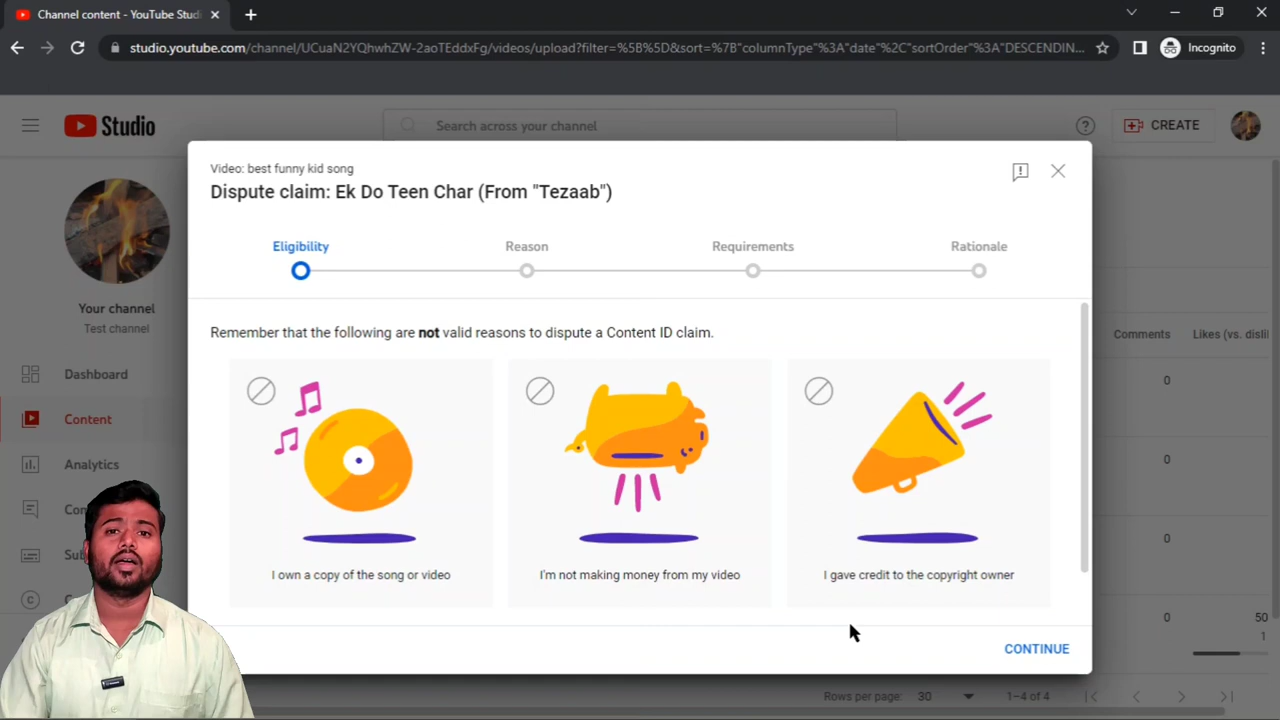 Channel content - YouTube Studi
studio.youtube.com/channel/UCuaN2YQhwhZW-2aoTEddxFg/videos/upload?filter=%5B%5D&sort=%7B"columnType"%3A"date"%2C"sortOrder"%3A"DESCENDIN...
Incognito
Studio
Search across your channel
CREATE
Video: best funny kid song
Dispute claim: Ek Do Teen Char (From "Tezaab")
Eligibility
Reason
Requirements
Rationale
Your channel
Test channel
Remember that the following are not valid reasons to dispute a Content ID claim.
Comments
Likes (vs. disli
Dashboard
0
Content
Analytics
0
Co
Sub
0
I own a copy of the song or video
I'm not making money from my video
I gave credit to the copyright owner
0
50
1
CONTINUE
Rows per page:
30
1–4 of 4